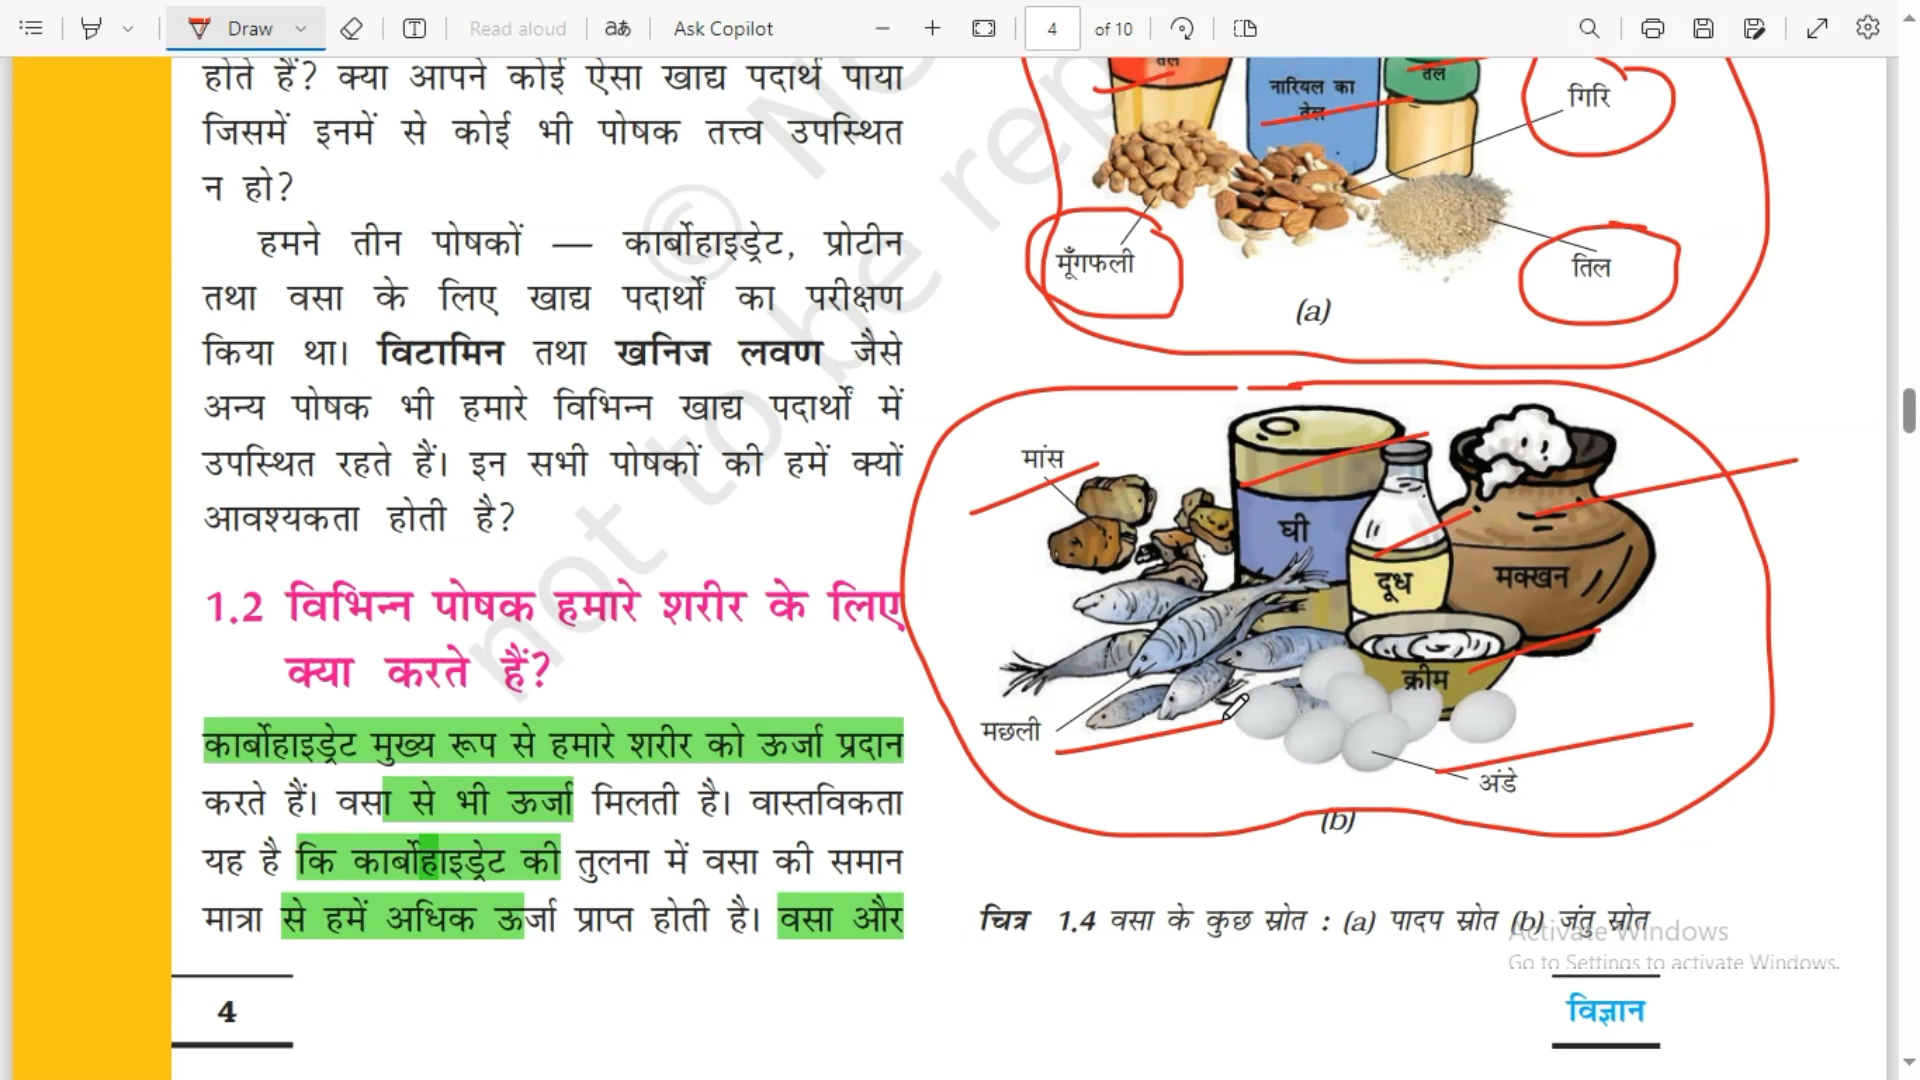 Draw
Read aloud
Ask Copilot
4
of 10
होते हैं? क्या आपने कोई ऐसा खाद्य पदार्थ पाया
जिसमें इनमें से कोई भी पोषक तत्त्व उपस्थित
न हो?
हमने तीन पोषकों — कार्बोहाइड्रेट, प्रोटीन
तथा वसा के लिए खाद्य पदार्थों का परीक्षण
किया था। विटामिन तथा खनिज लवण जैसे
अन्य पोषक भी हमारे विभिन्न खाद्य पदार्थों में
उपस्थित रहते हैं। इन सभी पोषकों की हमें क्यों
आवश्यकता होती है?
1.2 विभिन्न पोषक हमारे शरीर के लिए
क्या करते हैं?
कार्बोहाइड्रेट मुख्य रूप से हमारे शरीर को ऊर्जा प्रदान
करते हैं। वसा से भी ऊर्जा मिलती है। वास्तविकता
यह है कि कार्बोहाइड्रेट की तुलना में वसा की समान
मात्रा से हमें अधिक ऊर्जा प्राप्त होती है। वसा और
तेल
नारियल का
तेल
तेल
गिरि
मूँगफली
तिल
(a)
मांस
घी
दूध
मक्खन
क्रीम
मछली
अंडे
(b)
चित्र 1.4 वसा के कुछ स्रोत : (a) पादप स्रोत (b) जंतु स्रोत
Activate Windows
Go to Settings to activate Windows.
4
विज्ञान
not to be rep